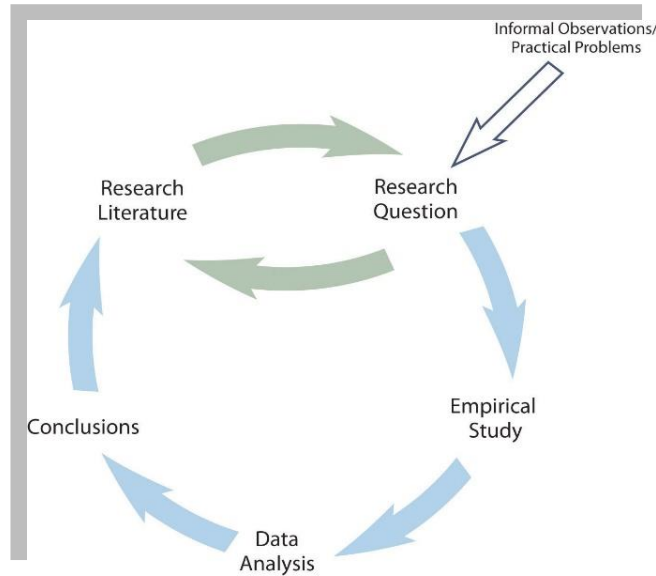 Informal Observations/
Practical Problems
Research
Literature
Research
Question
Empirical
Study
Conclusions
Data
Analysis